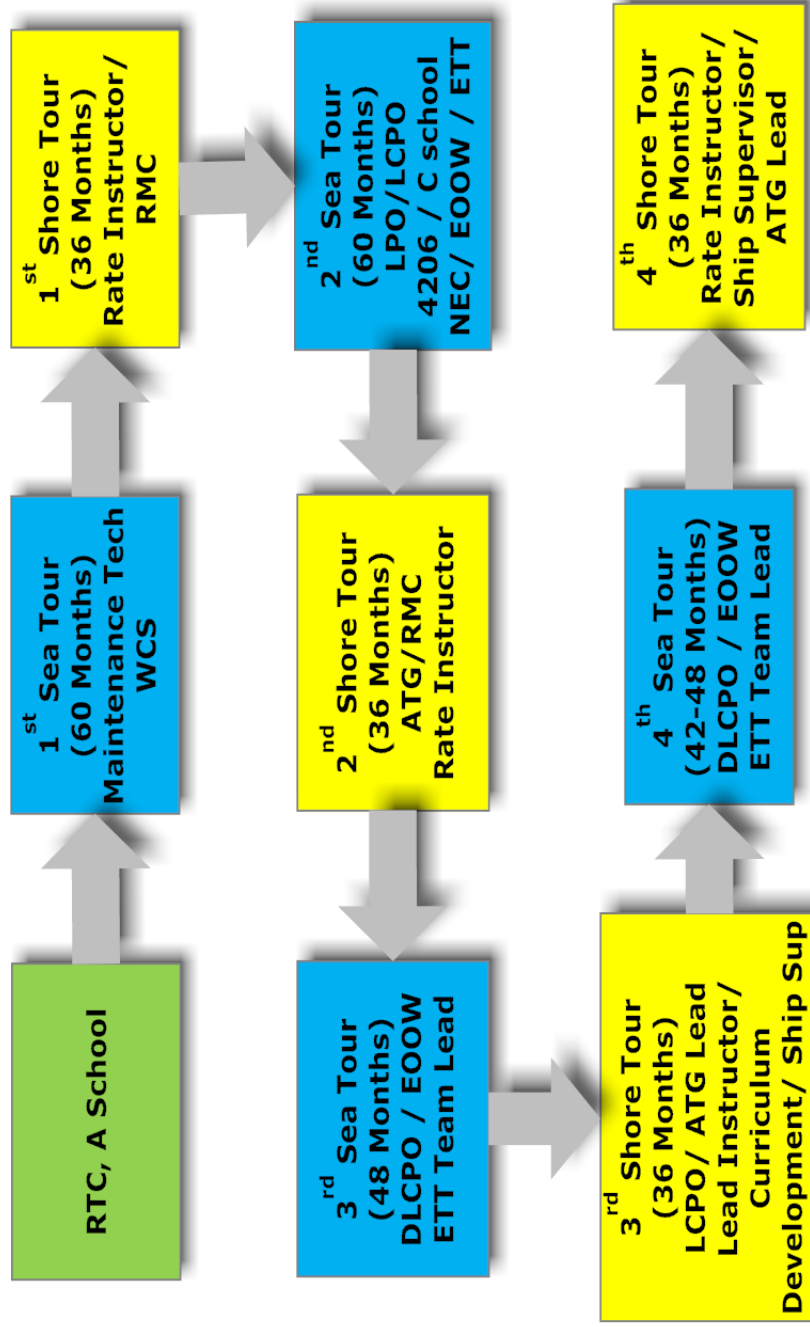 RTC, A School
1st Sea Tour
(60 Months)
Maintenance Tech
WCS
1st Shore Tour
(36 Months)
Rate Instructor/
RMC
2nd Sea Tour
(60 Months)
LPO/LCPO
4206 / C school
NEC/ EOOW / ETT
2nd Shore Tour
(36 Months)
ATG/RMC
Rate Instructor
3rd Sea Tour
(48 Months)
DLCPO / EOOW
ETT Team Lead
3rd Shore Tour
(36 Months)
LCPO/ ATG Lead
Lead Instructor/
Curriculum
Development/ Ship Sup
4th Sea Tour
(42-48 Months)
DLCPO / EOOW
ETT Team Lead
4th Shore Tour
(36 Months)
Rate Instructor/
Ship Supervisor/
ATG Lead